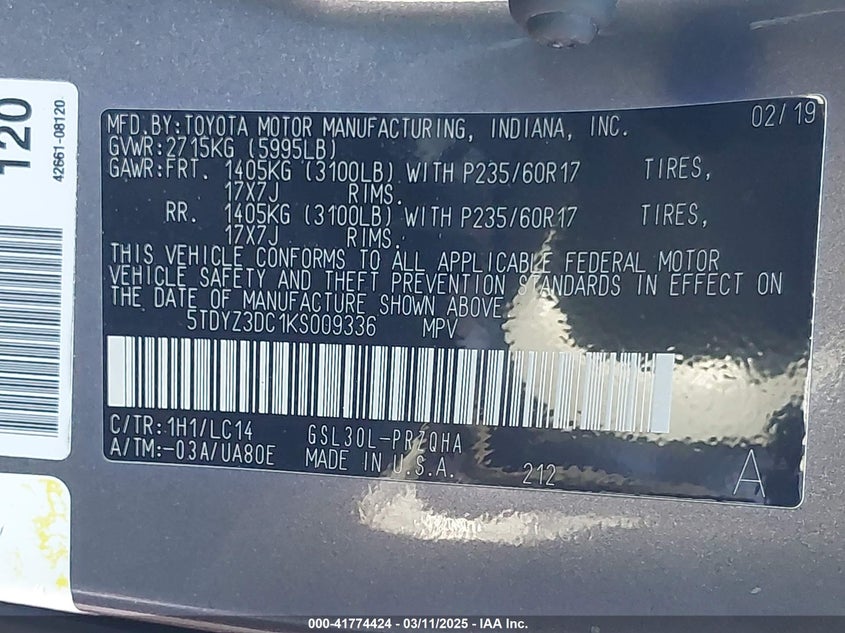 120
42661-08120
MFD.BY:TOYOTA MOTOR MANUFACTURING, INDIANA, INC. 02/19
GVWR:2715KG (5995LB)
GAWR:FRT. 1405KG (3100LB) WITH P235/60R17 TIRES,
17X7J RIMS.
RR. 1405KG (3100LB) WITH P235/60R17 TIRES,
17X7J RIMS.
THIS VEHICLE CONFORMS TO ALL APPLICABLE FEDERAL MOTOR
VEHICLE SAFETY AND THEFT PREVENTION STANDARDS IN EFFECT ON
THE DATE OF MANUFACTURE SHOWN ABOVE.
5TDYZ3DC1KS009336 MPV
C/TR:1H1/LC14 GSL30L-PRZQHA
A/TM:-03A/UA80E MADE IN U.S.A. 212 A
000-41774424 - 03/11/2025 - IAA Inc.